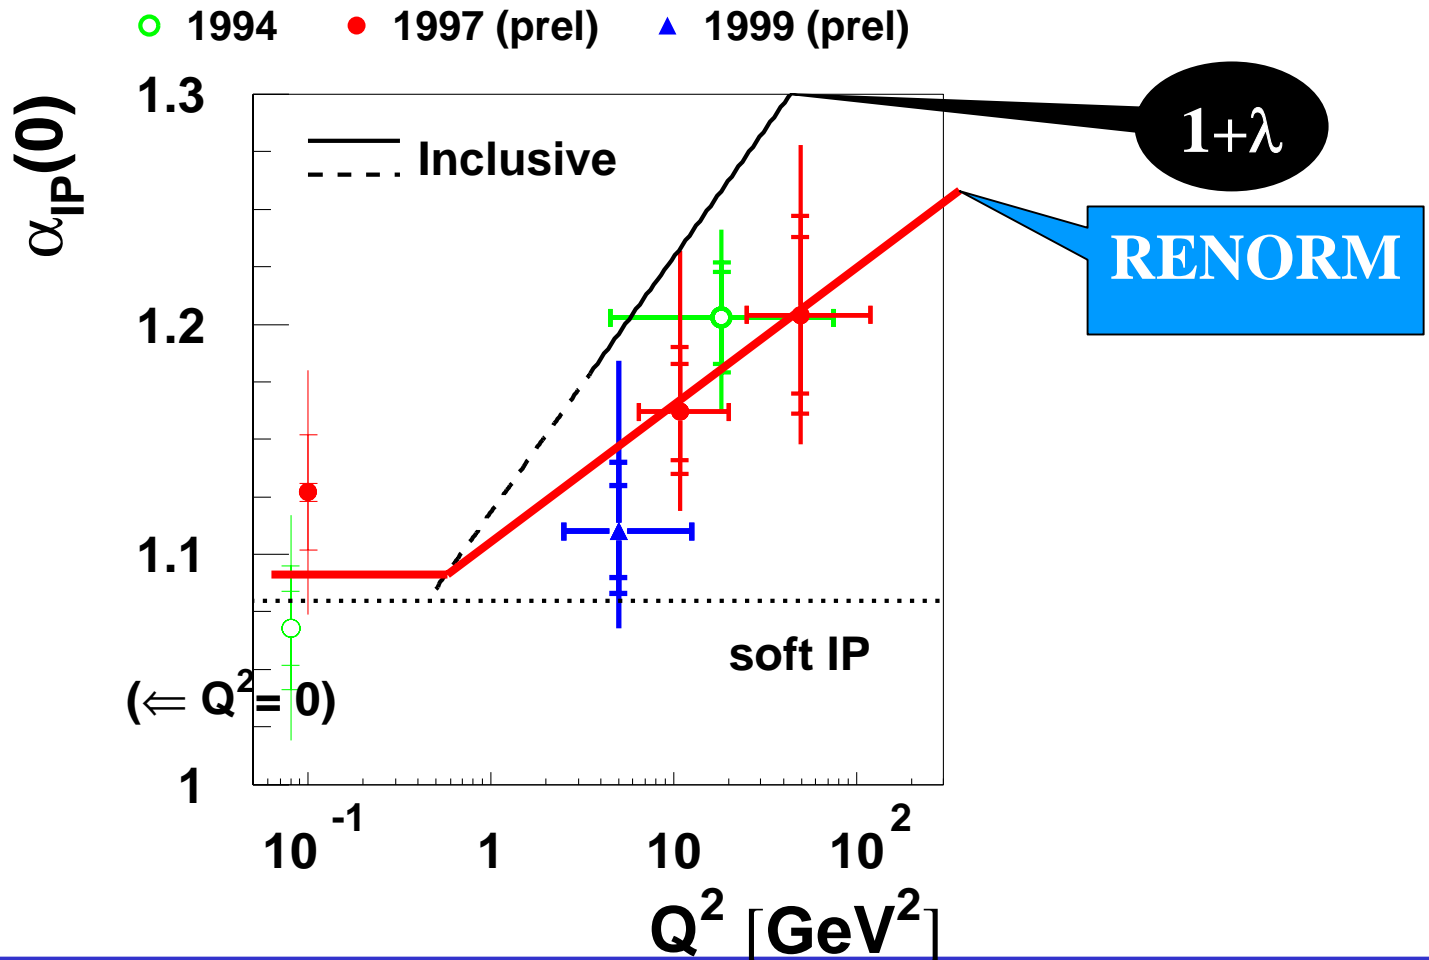 1994 1997 (prel) 1999 (prel)
α_IP(0)
1.3
1.2
1.1
1
Inclusive
1+λ
RENORM
soft IP
(⇐ Q²= 0)
10⁻¹ 1 10 10²
Q² [GeV²]